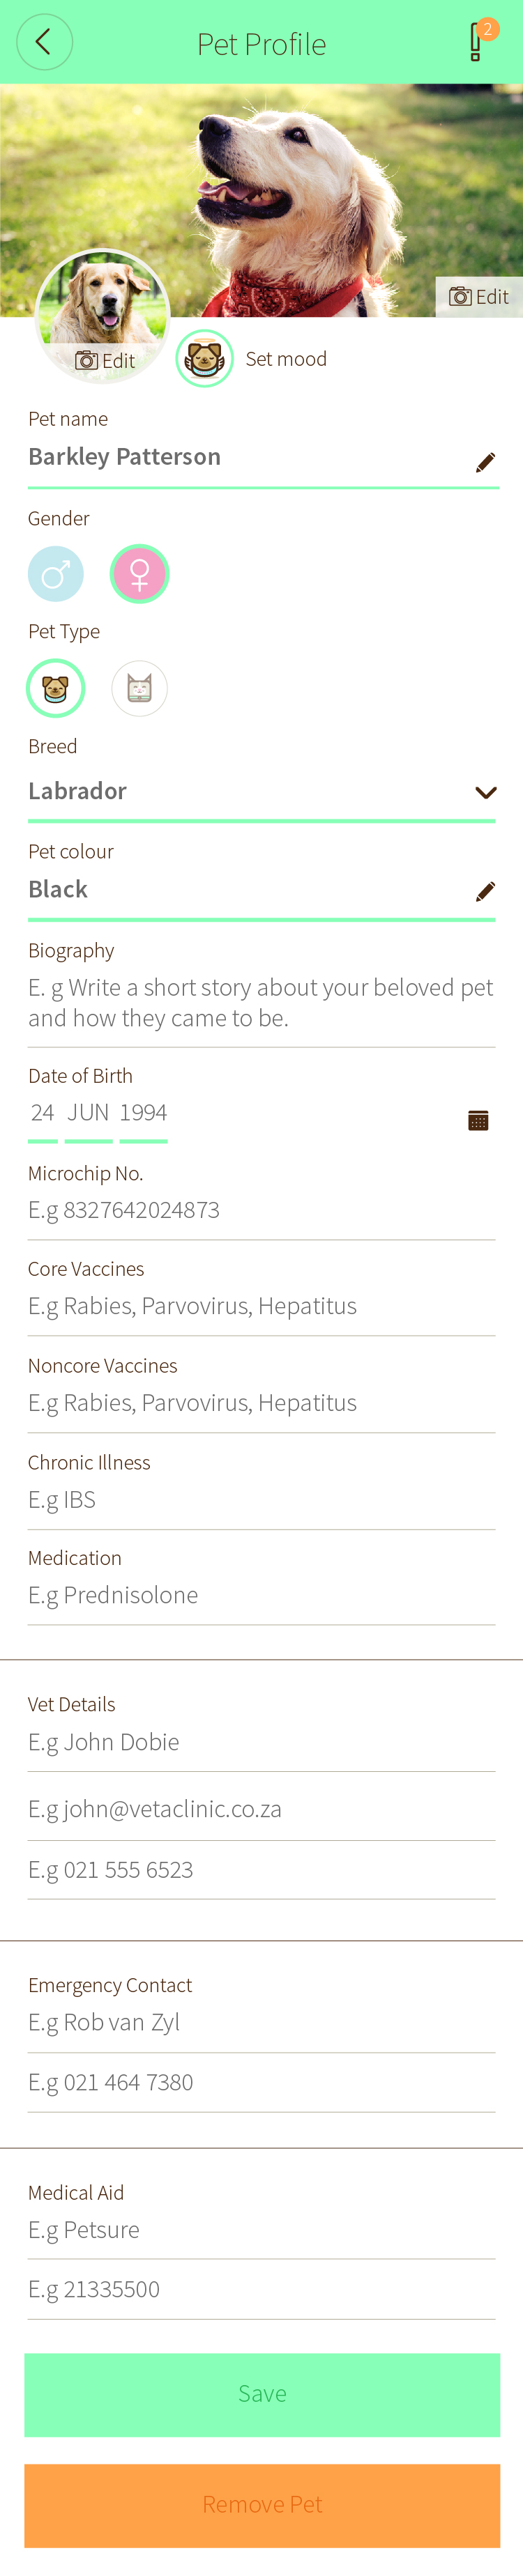 Pet Profile
2
Edit
Edit
Set mood
Pet name
Barkley Patterson
Gender
Pet Type
Breed
Labrador
Pet colour
Black
Biography
E. g Write a short story about your beloved pet
and how they came to be.
Date of Birth
24 JUN 1994
Microchip No.
E.g 8327642024873
Core Vaccines
E.g Rabies, Parvovirus, Hepatitus
Noncore Vaccines
E.g Rabies, Parvovirus, Hepatitus
Chronic Illness
E.g IBS
Medication
E.g Prednisolone
Vet Details
E.g John Dobie
E.g john@vetaclinic.co.za
E.g 021 555 6523
Emergency Contact
E.g Rob van Zyl
E.g 021 464 7380
Medical Aid
E.g Petsure
E.g 21335500
Save
Remove Pet